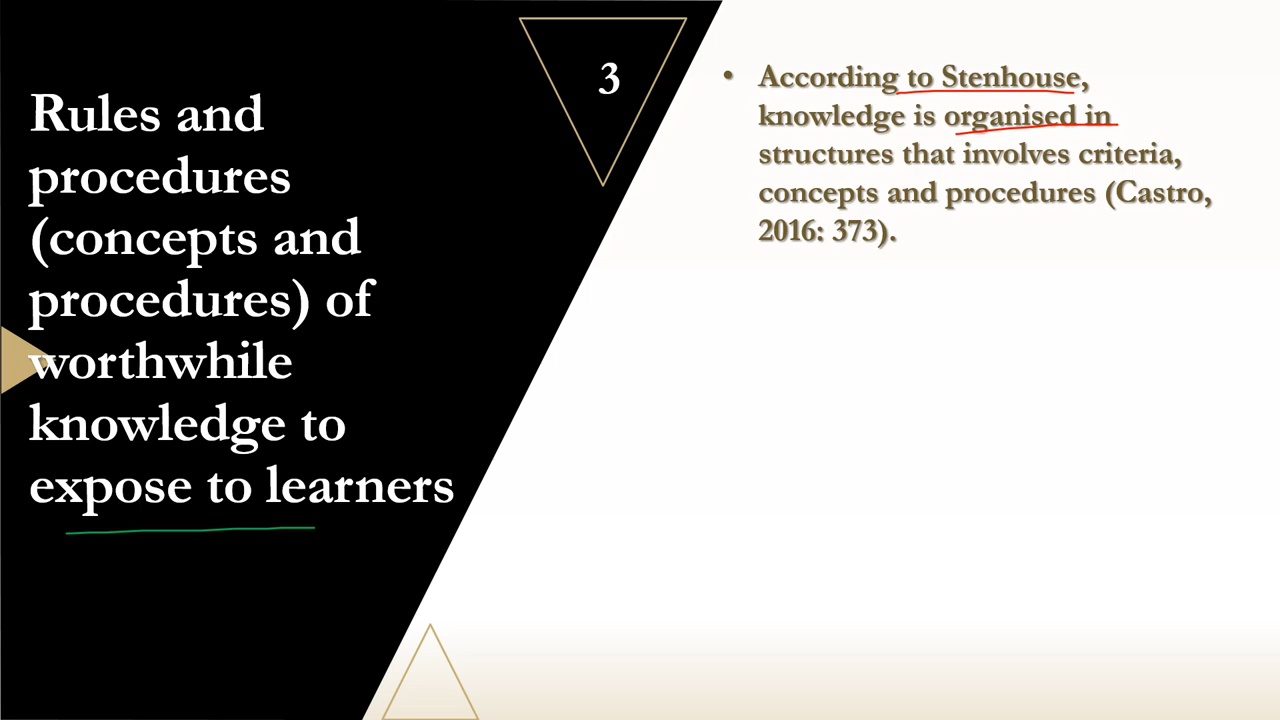 Rules and
procedures
(concepts and
procedures) of
worthwhile
knowledge to
expose to learners
3
• According to Stenhouse,
knowledge is organised in
structures that involves criteria,
concepts and procedures (Castro,
2016: 373).